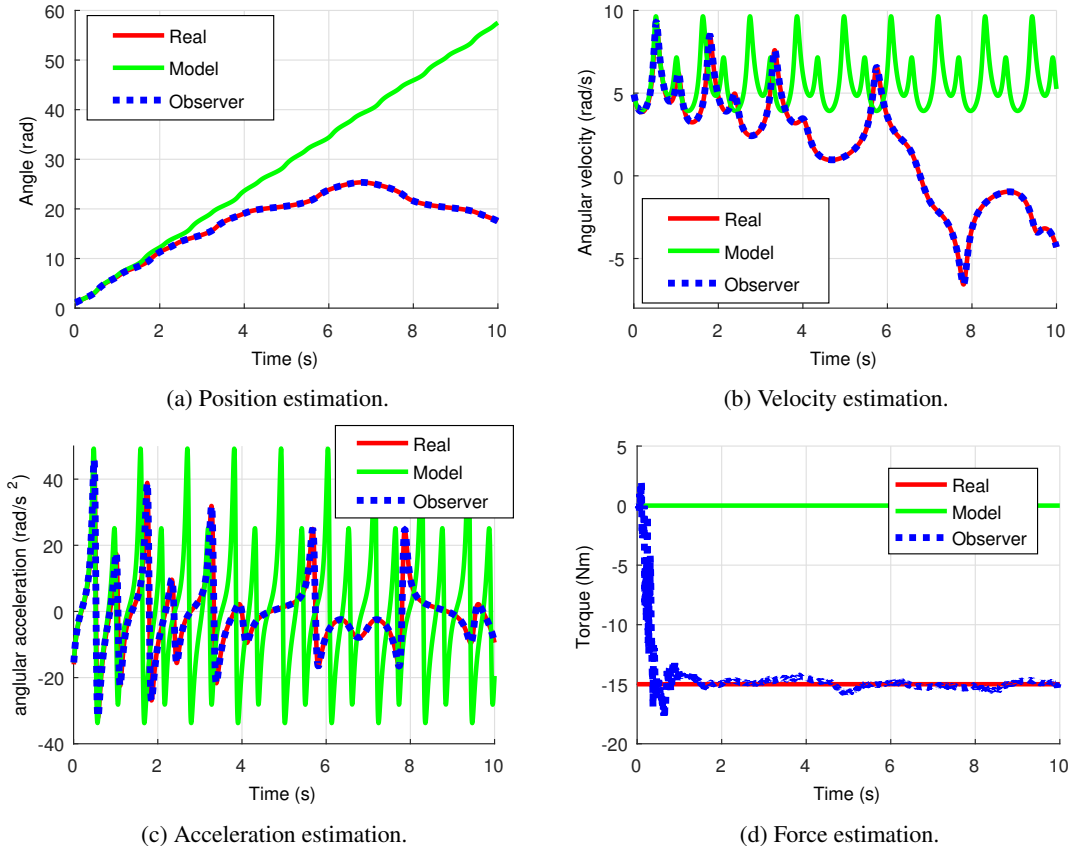 60
50
40
30
20
10
0
Angle (rad)
Real
Model
Observer
0 2 4 6 8 10
Time (s)
(a) Position estimation.
10
5
0
-5
Angular velocity (rad/s)
Real
Model
Observer
0 2 4 6 8 10
Time (s)
(b) Velocity estimation.
40
20
0
-20
-40
anglular acceleration (rad/s 2)
Real
Model
Observer
0 2 4 6 8 10
Time (s)
(c) Acceleration estimation.
5
0
-5
-10
-15
-20
Torque (Nm)
Real
Model
Observer
0 2 4 6 8 10
Time (s)
(d) Force estimation.